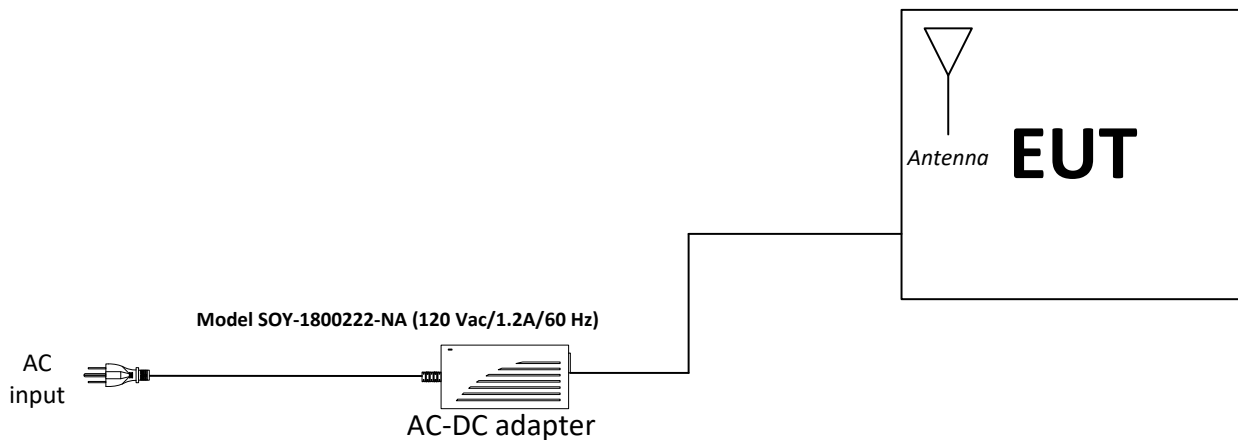 Antenna
EUT
Model SOY-1800222-NA (120 Vac/1.2A/60 Hz)
AC
input
AC-DC adapter